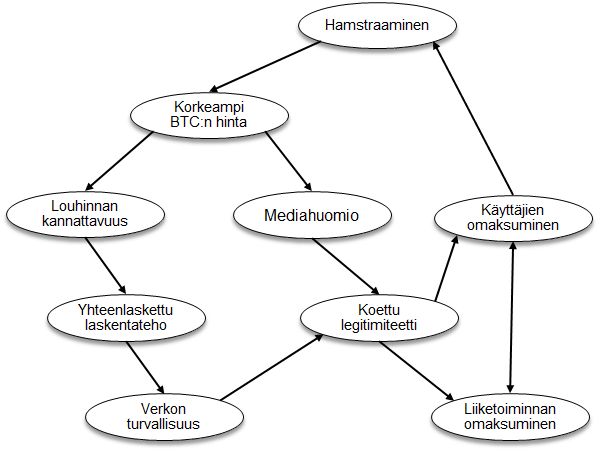 Hamstraaminen
Korkeampi
BTC:n hinta
Louhinnan
kannattavuus
Mediahuomio
Käyttäjien
omaksuminen
Yhteenlaskettu
laskentateho
Koettu
legitimiteetti
Verkon
turvallisuus
Liiketoiminnan
omaksuminen